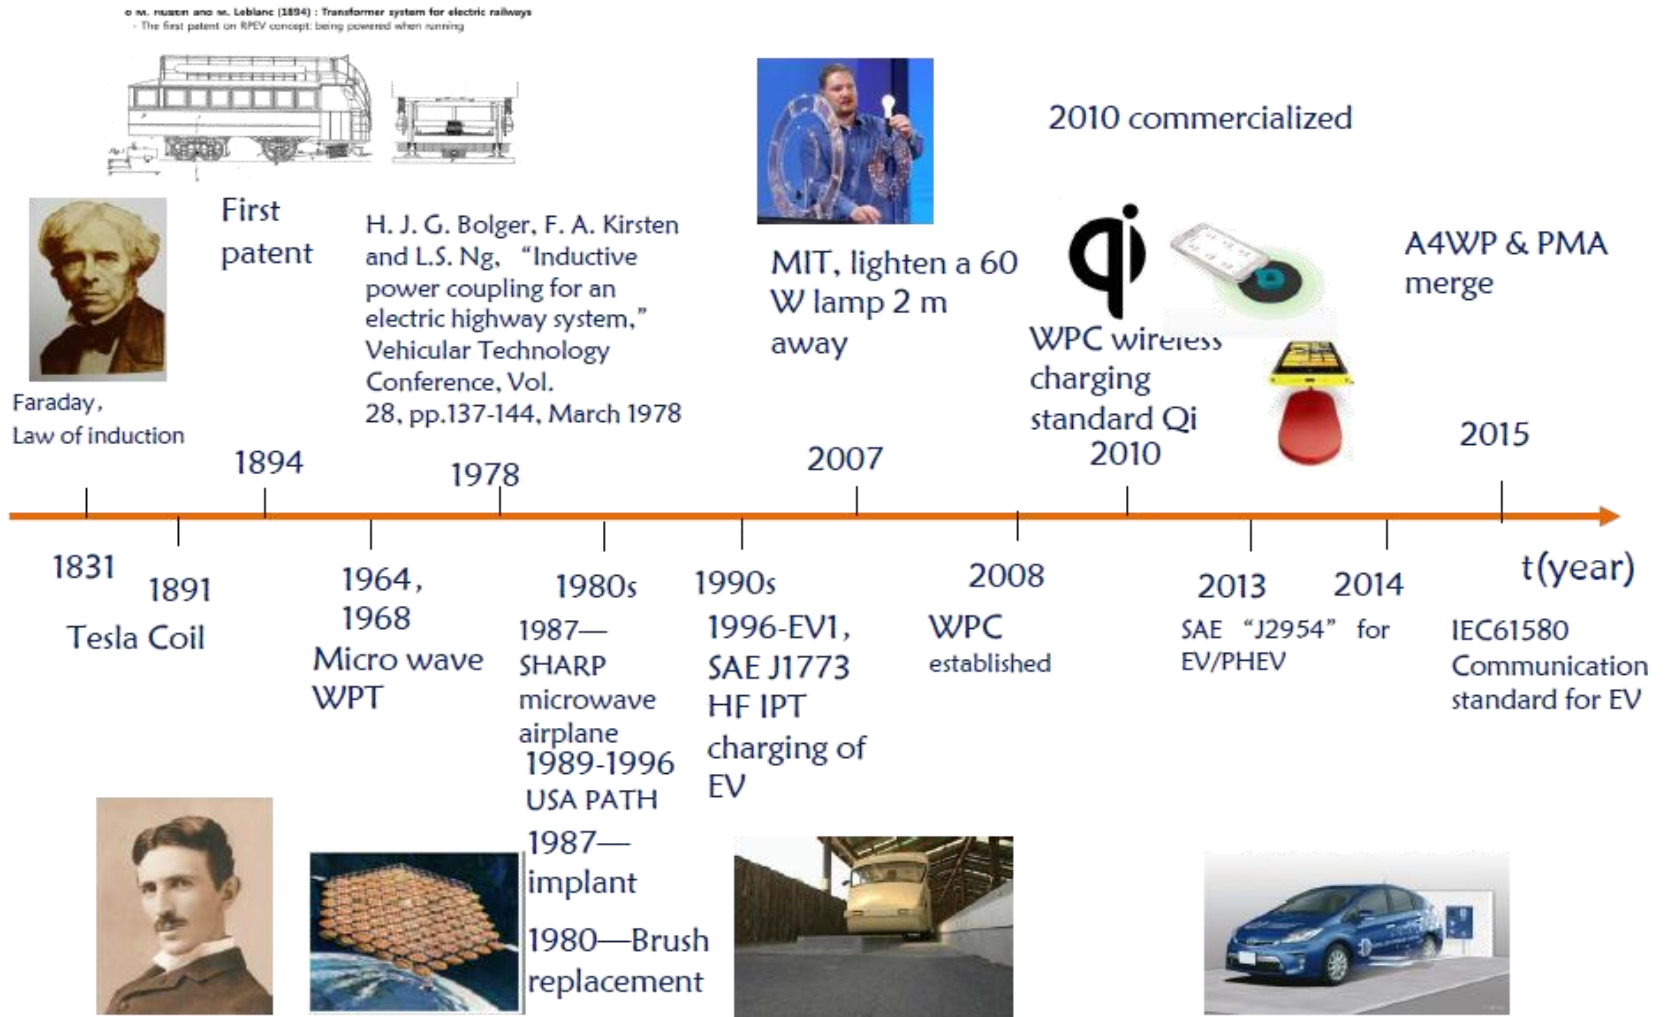 M. Leblanc (1894) : Transformer system for electric railways
- The first patent on RPEV concept: being powered when running
First
patent
H. J. G. Bolger, F. A. Kirsten
and L.S. Ng, “Inductive
power coupling for an
electric highway system,”
Vehicular Technology
Conference, Vol.
28, pp.137-144, March 1978
MIT, lighten a 60
W lamp 2 m
away
2010 commercialized
qi
WPC wireless
charging
standard Qi
A4WP & PMA
merge
Faraday,
Law of induction
1894
1978
2007
2010
2015
1831
1891
Tesla Coil
1964,
1968
Micro wave
WPT
1980s
1987—
SHARP
microwave
airplane
1989-1996
USA PATH
1987—
implant
1980—Brush
replacement
1990s
1996-EV1,
SAE J1773
HF IPT
charging of
EV
2008
WPC
established
2013
SAE “J2954” for
EV/PHEV
2014
t(year)
IEC61580
Communication
standard for EV